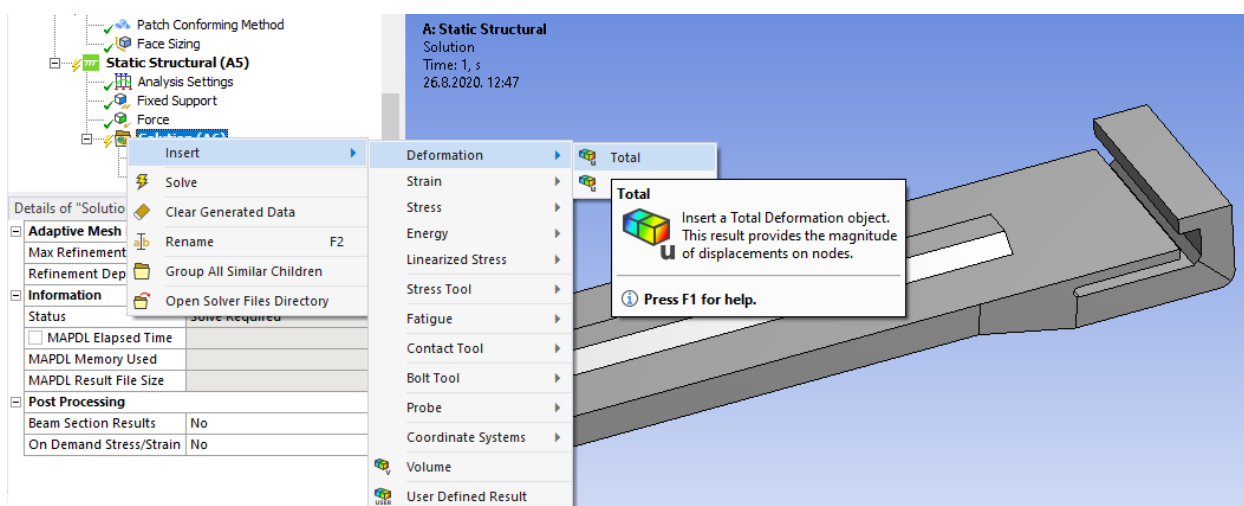 Patch Conforming Method
Face Sizing
Static Structural (A5)
Analysis Settings
Fixed Support
Force
A: Static Structural
Solution
Time: 1, s
26.8.2020. 12:47
Insert
Solve
Clear Generated Data
Rename F2
Group All Similar Children
Open Solver Files Directory
Deformation
Strain
Stress
Energy
Linearized Stress
Stress Tool
Fatigue
Contact Tool
Bolt Tool
Probe
Coordinate Systems
Volume
USER User Defined Result
Total
Total
Insert a Total Deformation object.
This result provides the magnitude
of displacements on nodes.
u
Press F1 for help.
Details of "Solutio
Adaptive Mesh
Max Refinement
Refinement Dep
Information
Status Solve Required
MAPDL Elapsed Time
MAPDL Memory Used
MAPDL Result File Size
Post Processing
Beam Section Results No
On Demand Stress/Strain No